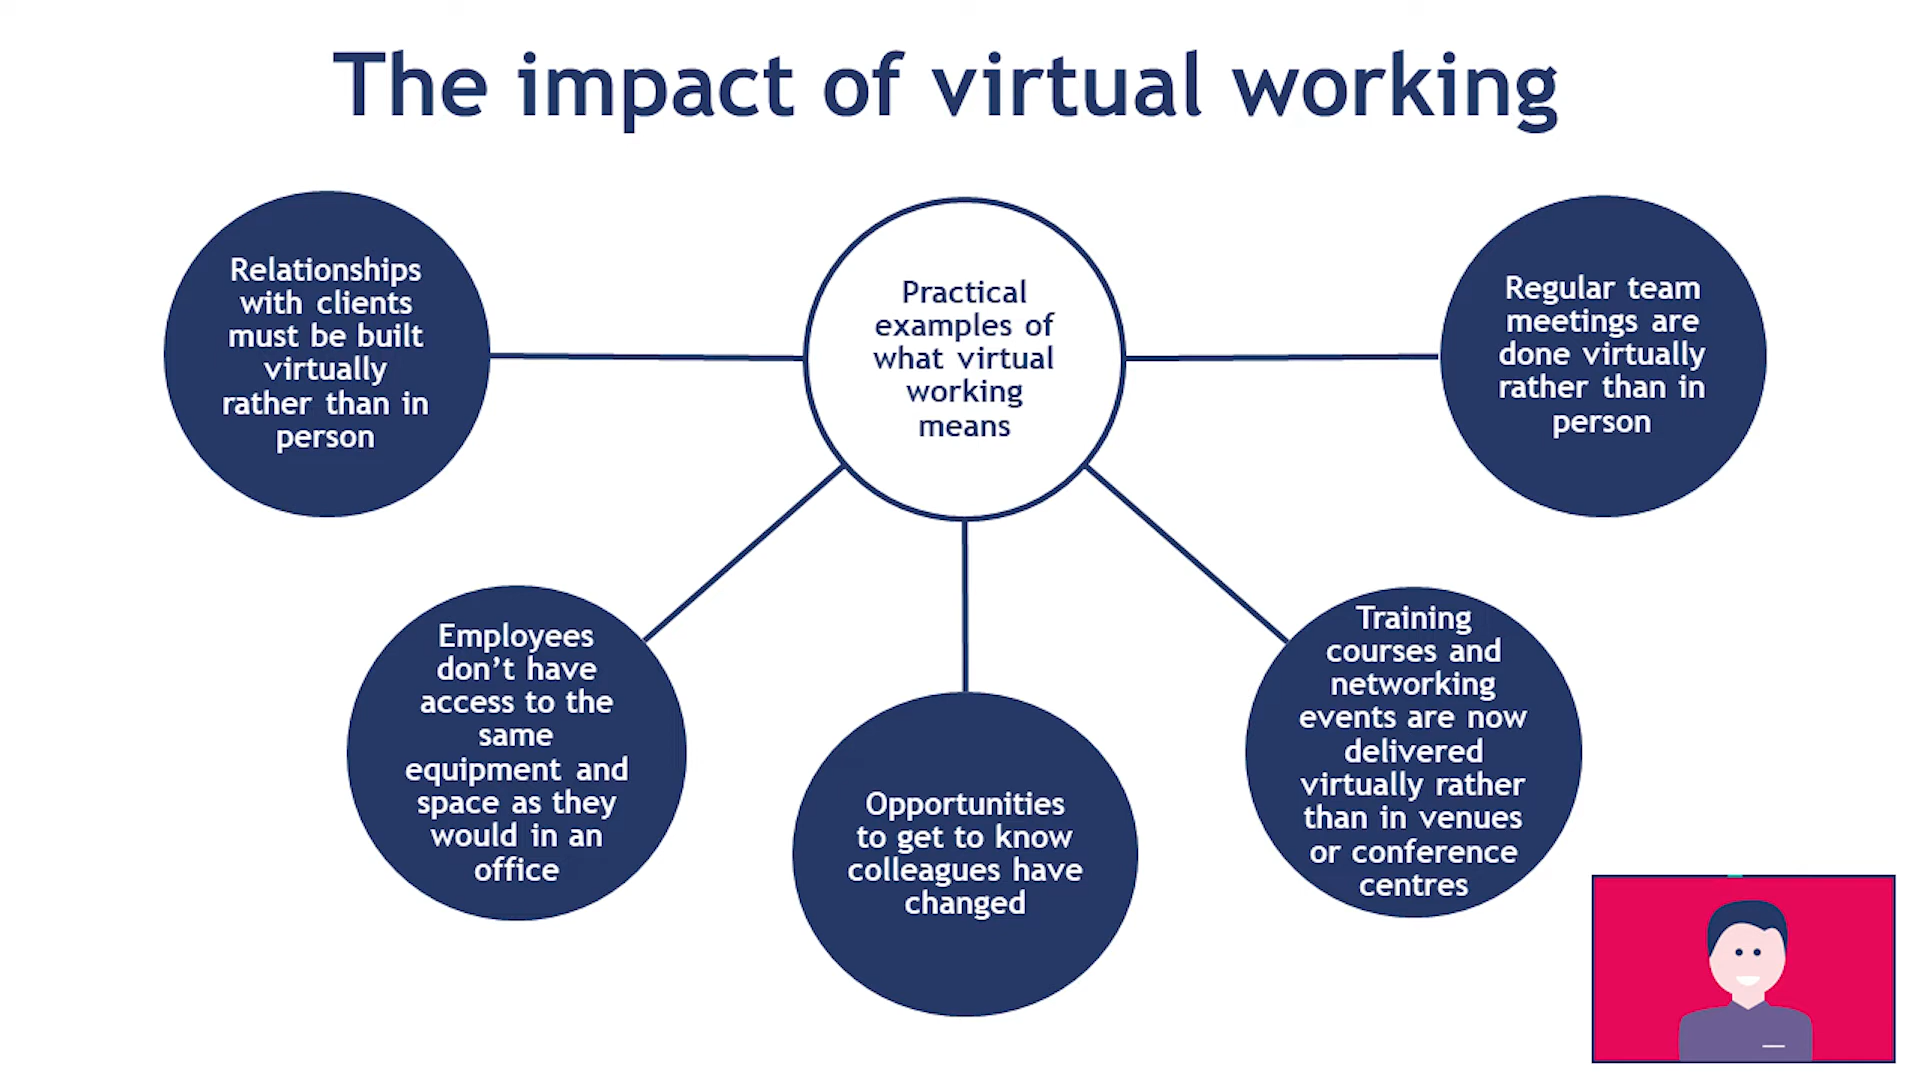 The impact of virtual working
Relationships
with clients
must be built
virtually
rather than in
person
Practical
examples of
what virtual
working
means
Regular team
meetings are
done virtually
rather than in
person
Employees
don’t have
access to the
same
equipment and
space as they
would in an
office
Opportunities
to get to know
colleagues have
changed
Training
courses and
networking
events are now
delivered
virtually rather
than in venues
or conference
centres